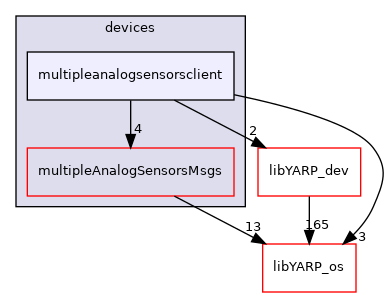 devices
multipleanalogsensorsclient
4
2
multipleAnalogSensorsMsgs
libYARP_dev
13
165
3
libYARP_os